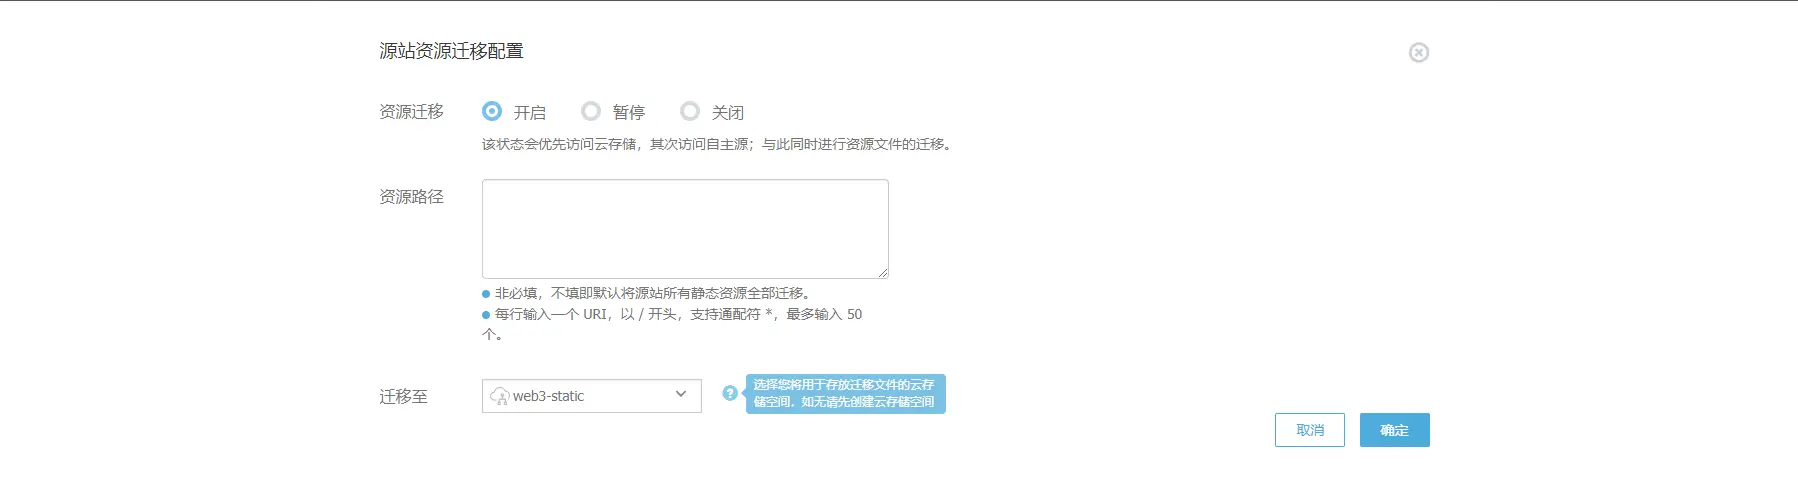 源站资源迁移配置
资源迁移 开启 暂停 关闭
该状态会优先访问云存储，其次访问自主源；与此同时进行资源文件的迁移。
资源路径
非必填，不填即默认将源站所有静态资源全部迁移。
每行输入一个 URI，以 / 开头，支持通配符 *，最多输入 50
个。
迁移至 web3-static
选择您将用于存放迁移文件的云存
储空间．如无请先创建云存储空间
取消 确定